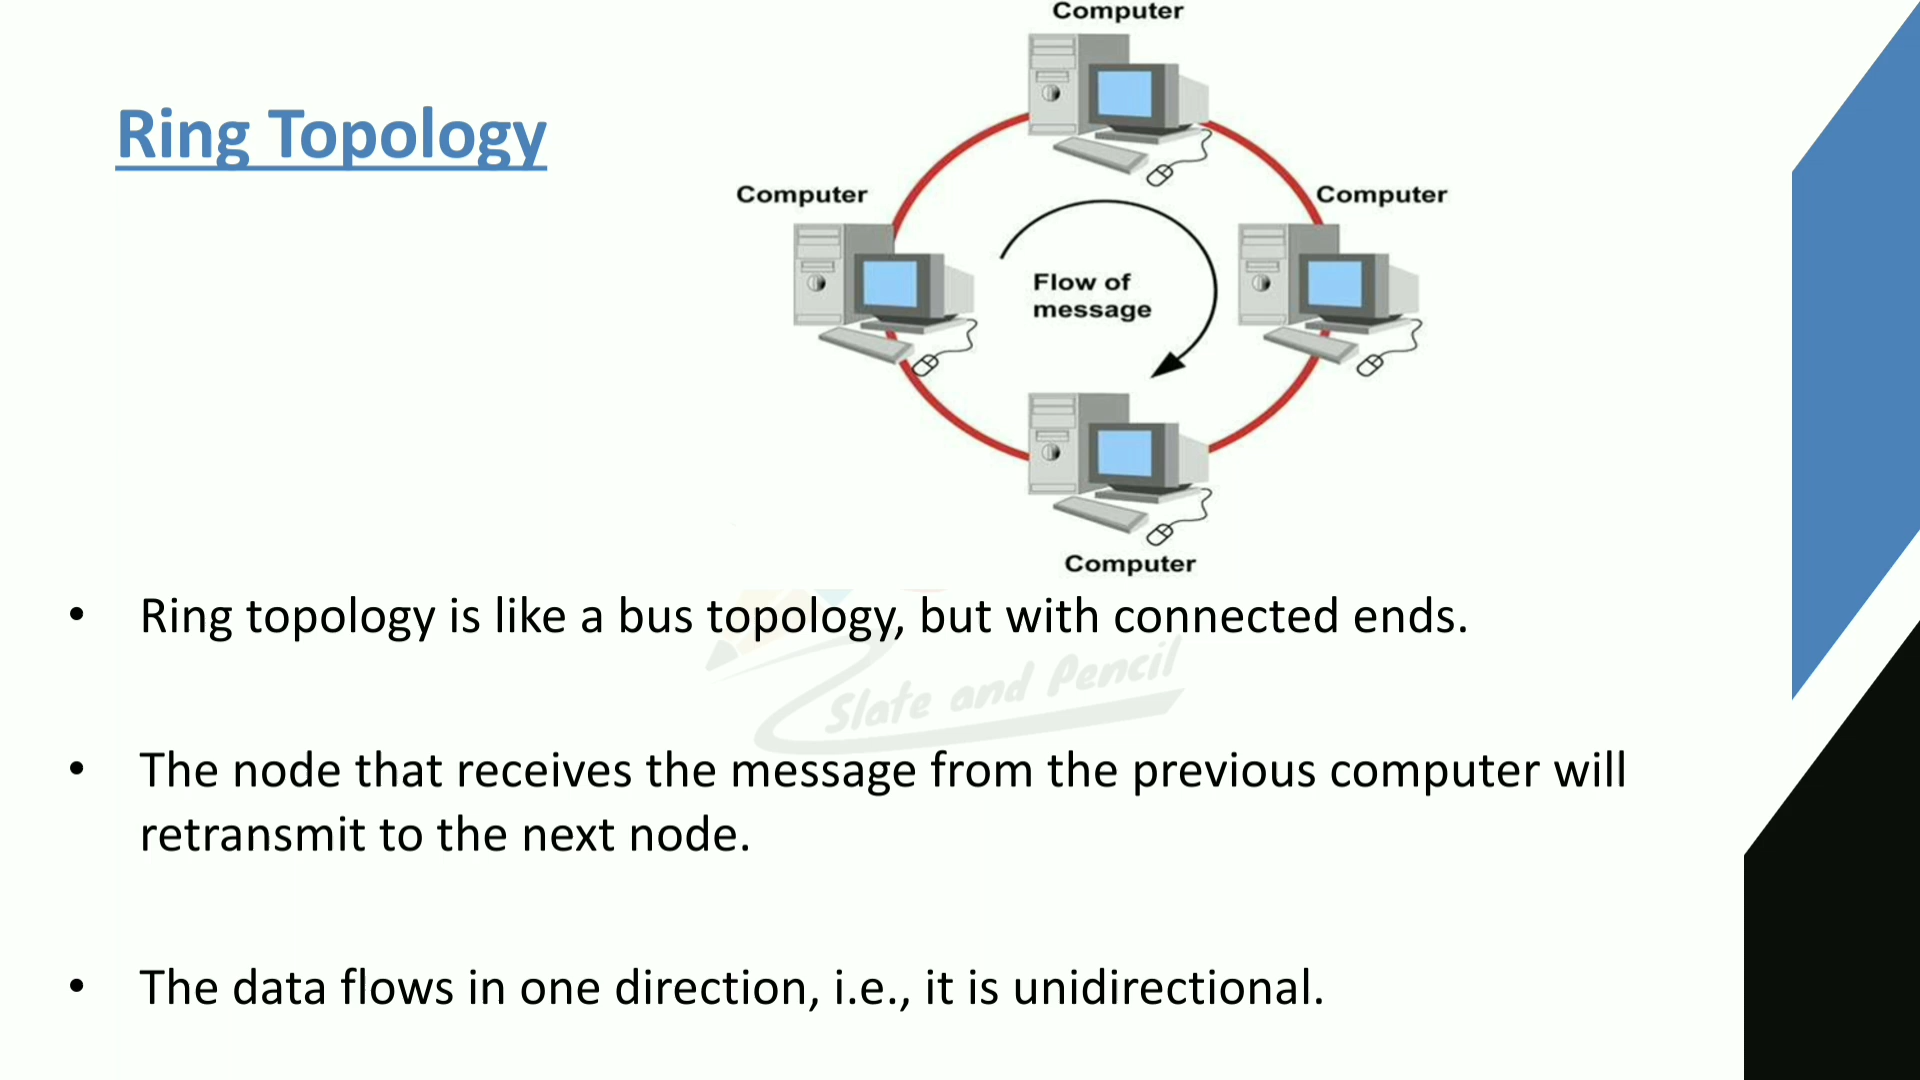 Computer
Ring Topology
Computer
Computer
Flow of
message
Computer
• Ring topology is like a bus topology, but with connected ends.
Slate and Pencil
• The node that receives the message from the previous computer will
retransmit to the next node.
• The data flows in one direction, i.e., it is unidirectional.